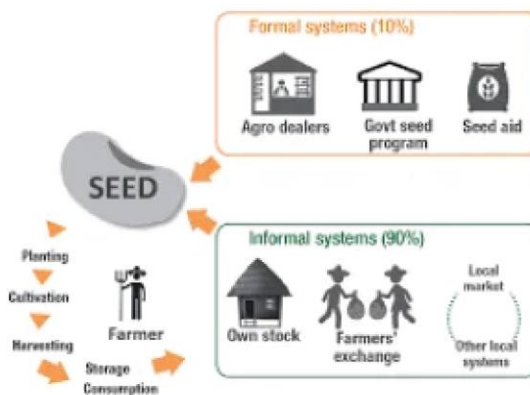 Formal systems (10%)
Agro dealers
Govt seed
program
Seed aid
SEED
Informal systems (90%)
Own stock
Farmers'
exchange
Local
market
Other local
systems
Planting
Cultivation
Harvesting
Storage
Consumption
Farmer